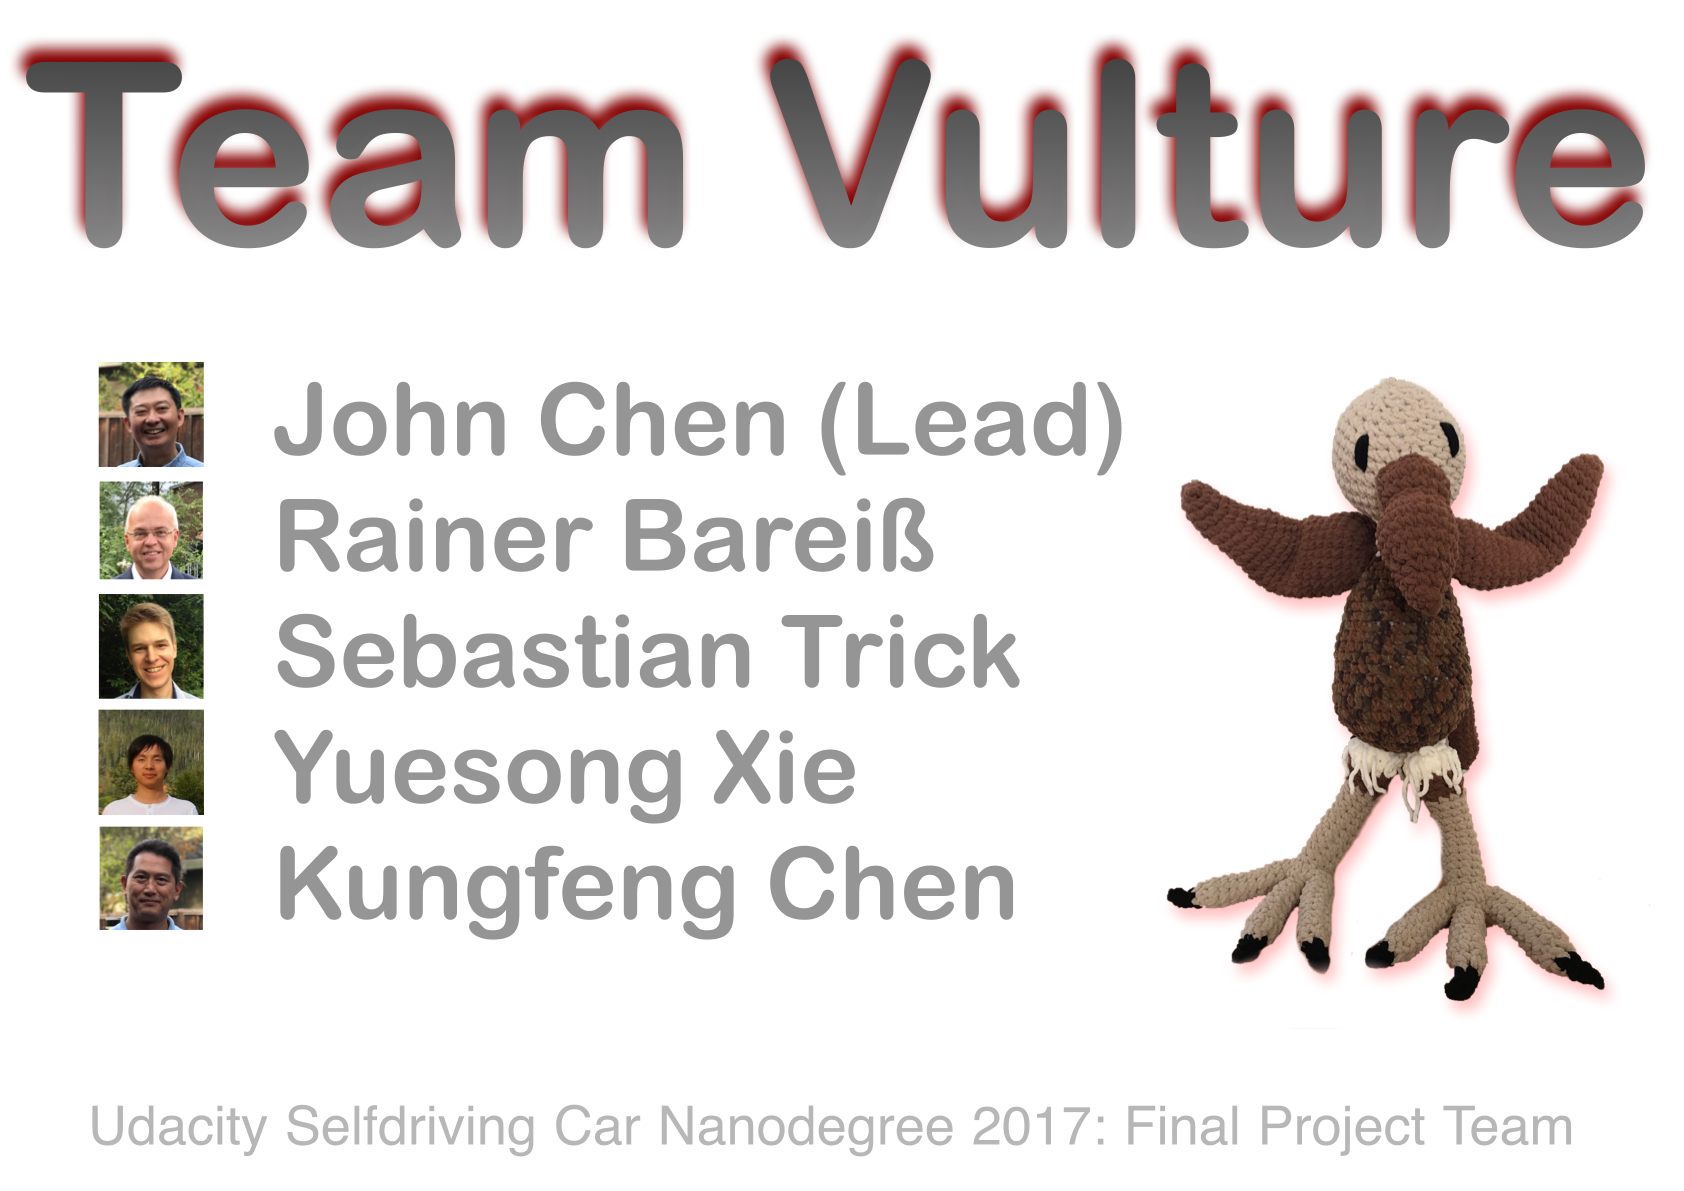 Team Vulture
John Chen (Lead)
Rainer Bareiß
Sebastian Trick
Yuesong Xie
Kungfeng Chen
Udacity Selfdriving Car Nanodegree 2017: Final Project Team